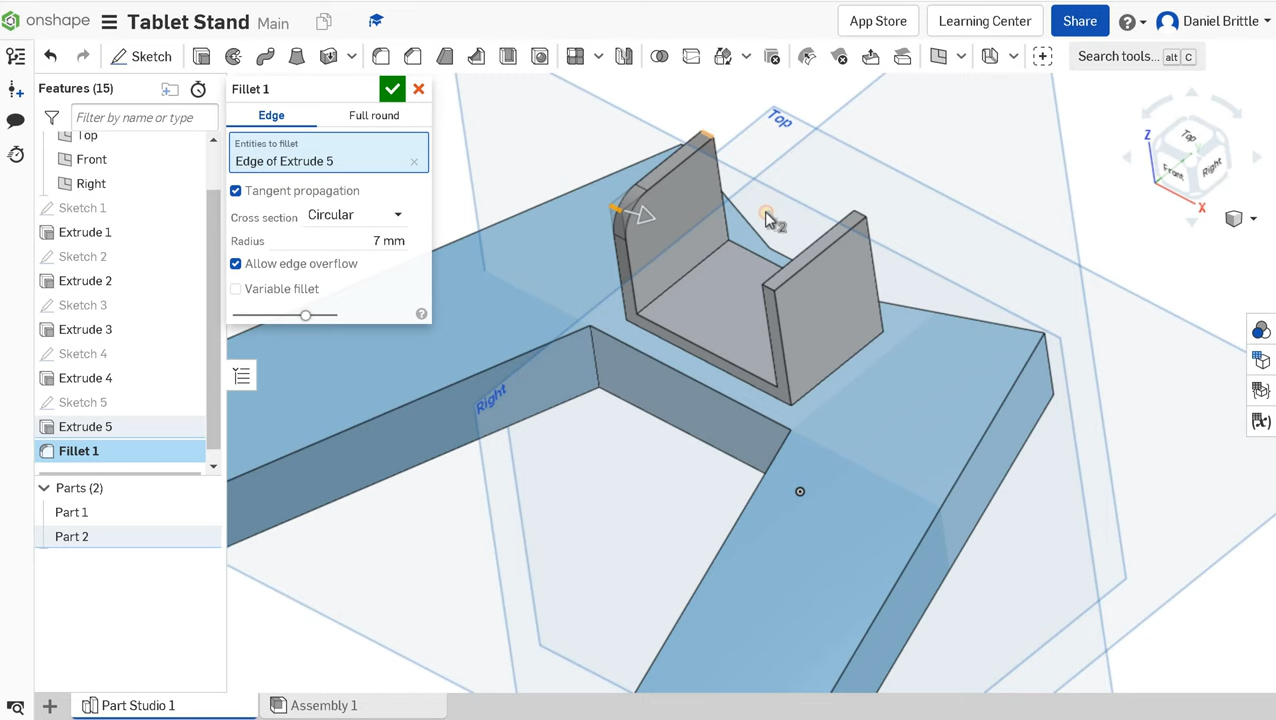 onshape Tablet Stand Main App Store Learning Center Share Daniel Brittle
Sketch Search tools... alt C
Features (15)
Filter by name or type
Top
Front
Right
Sketch 1
Extrude 1
Sketch 2
Extrude 2
Sketch 3
Extrude 3
Sketch 4
Extrude 4
Sketch 5
Extrude 5
Fillet 1
Parts (2)
Part 1
Part 2
Fillet 1
Edge Full round
Entities to fillet
Edge of Extrude 5
Tangent propagation
Cross section Circular
Radius 7 mm
Allow edge overflow
Variable fillet
Top
Right
2
Z
Top
Front
Right
X
Part Studio 1 Assembly 1